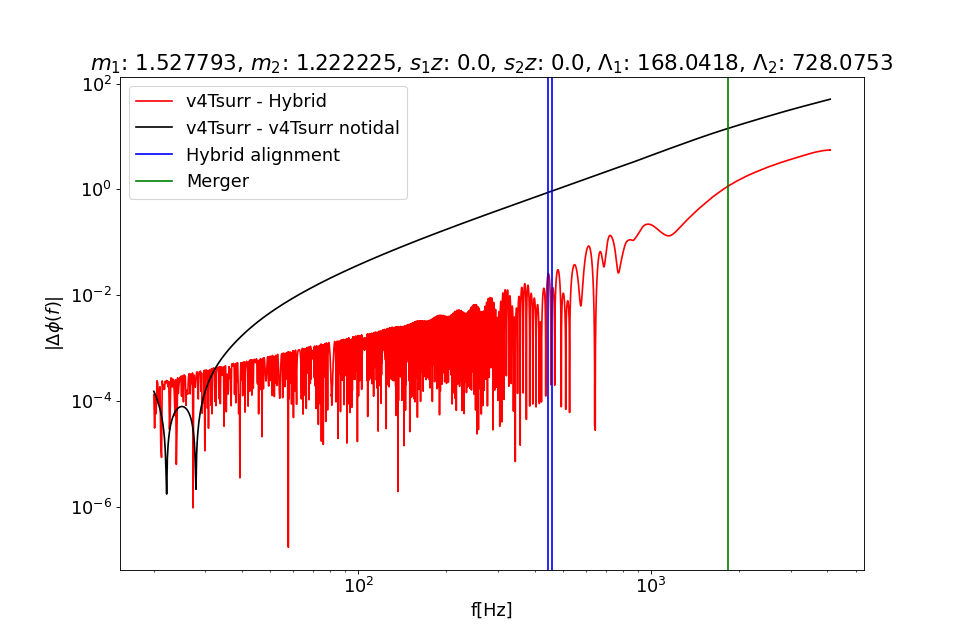 m₁: 1.527793, m₂: 1.222225, s₁z: 0.0, s₂z: 0.0, Λ₁: 168.0418, Λ₂: 728.0753
v4Tsurr - Hybrid
v4Tsurr - v4Tsurr notidal
Hybrid alignment
Merger
10²
10⁰
10⁻²
10⁻⁴
10⁻⁶
|Δϕ(f)|
10² 10³
f[Hz]